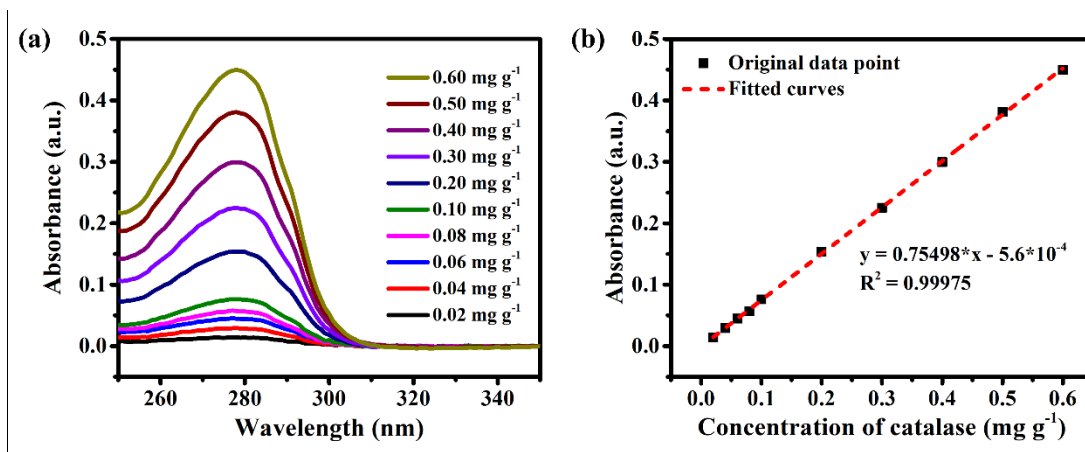 (a)
0.5
0.4
0.3
0.2
0.1
0.0
Absorbance (a.u.)
260
280
300
320
340
Wavelength (nm)
0.60 mg g⁻¹
0.50 mg g⁻¹
0.40 mg g⁻¹
0.30 mg g⁻¹
0.20 mg g⁻¹
0.10 mg g⁻¹
0.08 mg g⁻¹
0.06 mg g⁻¹
0.04 mg g⁻¹
0.02 mg g⁻¹
(b)
0.5
0.4
0.3
0.2
0.1
0.0
Absorbance (a.u.)
Original data point
Fitted curves
y = 0.75498*x - 5.6*10⁻⁴
R² = 0.99975
0.0
0.1
0.2
0.3
0.4
0.5
0.6
Concentration of catalase (mg g⁻¹)